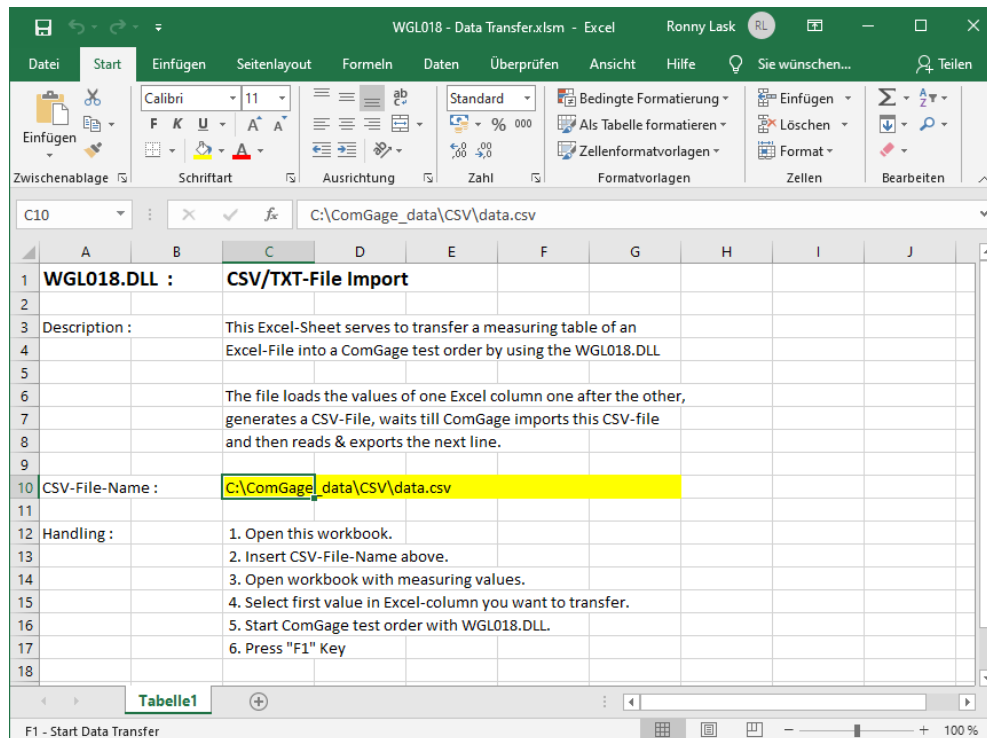 WGL018 - Data Transfer.xlsm - Excel Ronny Lask RL
Datei Start Einfügen Seitenlayout Formeln Daten Überprüfen Ansicht Hilfe Sie wünschen... Teilen
Einfügen
Zwischenablage
Calibri 11
F K U
A A
A
Schriftart
ab
c
Ausrichtung
Standard
% 000
,00 ,0
,0 ,00
Zahl
Bedingte Formatierung
Als Tabelle formatieren
Zellenformatvorlagen
Formatvorlagen
Einfügen
Löschen
Format
Zellen
Σ A Z
Bearbeiten
C10 fx C:\ComGage_data\CSV\data.csv
A B C D E F G H I J
1 WGL018.DLL : CSV/TXT-File Import
2
3 Description : This Excel-Sheet serves to transfer a measuring table of an
4 Excel-File into a ComGage test order by using the WGL018.DLL
5
6 The file loads the values of one Excel column one after the other,
7 generates a CSV-File, waits till ComGage imports this CSV-file
8 and then reads & exports the next line.
9
10 CSV-File-Name : C:\ComGage_data\CSV\data.csv
11
12 Handling : 1. Open this workbook.
13 2. Insert CSV-File-Name above.
14 3. Open workbook with measuring values.
15 4. Select first value in Excel-column you want to transfer.
16 5. Start ComGage test order with WGL018.DLL.
17 6. Press "F1" Key
18
Tabelle1
F1 - Start Data Transfer 100 %